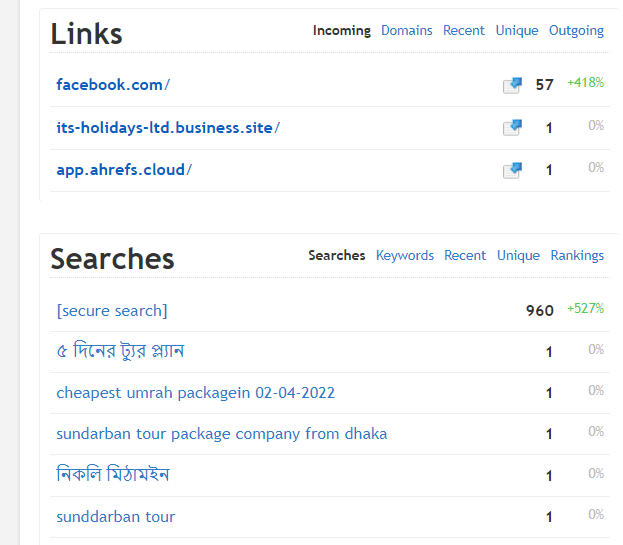 Links Incoming Domains Recent Unique Outgoing
facebook.com/ 57 +418%
its-holidays-ltd.business.site/ 1 0%
app.ahrefs.cloud/ 1 0%
Searches Searches Keywords Recent Unique Rankings
[secure search] 960 +527%
৫ দিনের ট্যুর প্ল্যান 1 0%
cheapest umrah packagein 02-04-2022 1 0%
sundarban tour package company from dhaka 1 0%
নিকলি মিঠামইন 1 0%
sunddarban tour 1 0%